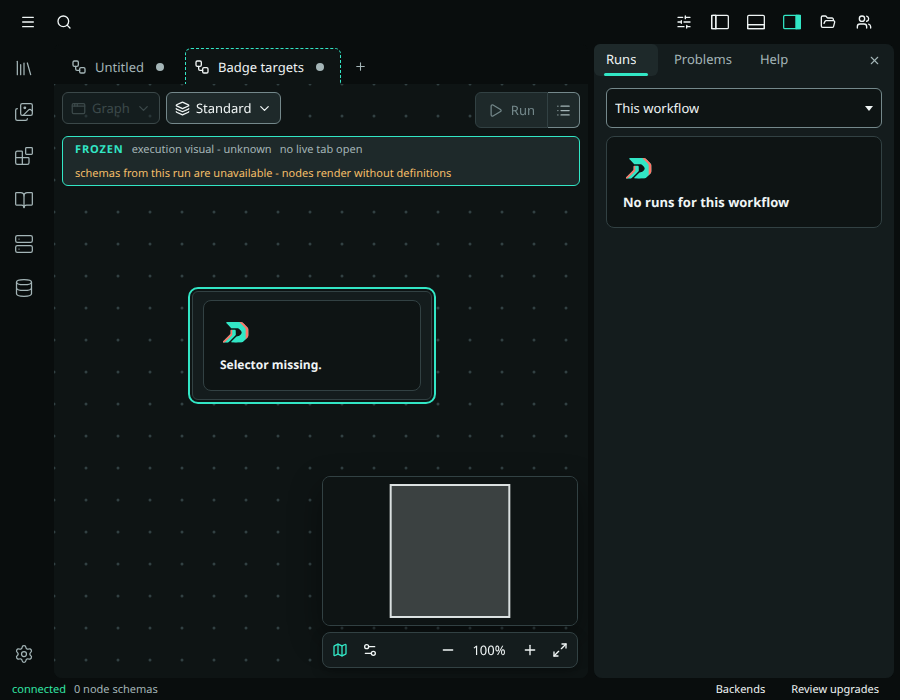 Untitled
Badge targets
Graph
Standard
Run
FROZEN execution visual - unknown no live tab open
schemas from this run are unavailable - nodes render without definitions
Selector missing.
100%
Runs
Problems
Help
This workflow
No runs for this workflow
connected
0 node schemas
Backends
Review upgrades